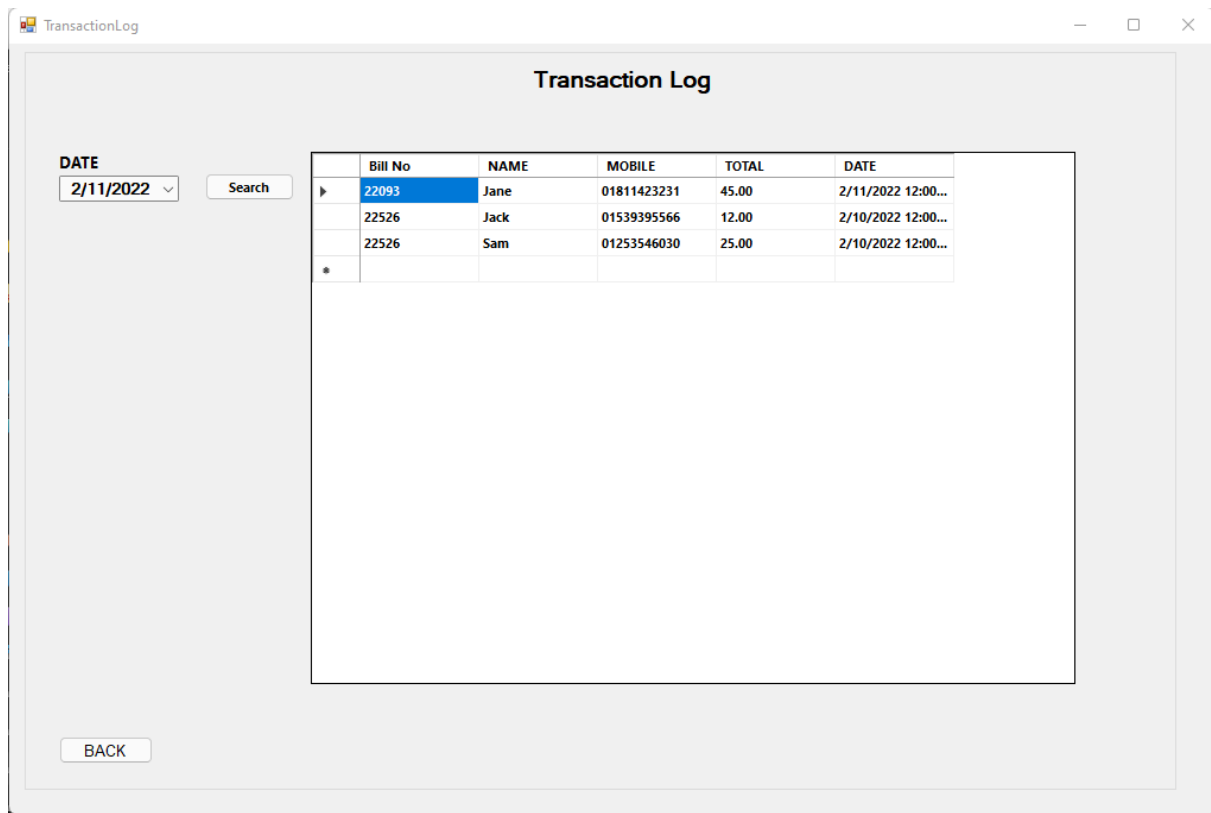 TransactionLog
Transaction Log
DATE
2/11/2022
Search
Bill No NAME MOBILE TOTAL DATE
22093 Jane 01811423231 45.00 2/11/2022 12:00...
22526 Jack 01539395566 12.00 2/10/2022 12:00...
22526 Sam 01253546030 25.00 2/10/2022 12:00...
BACK